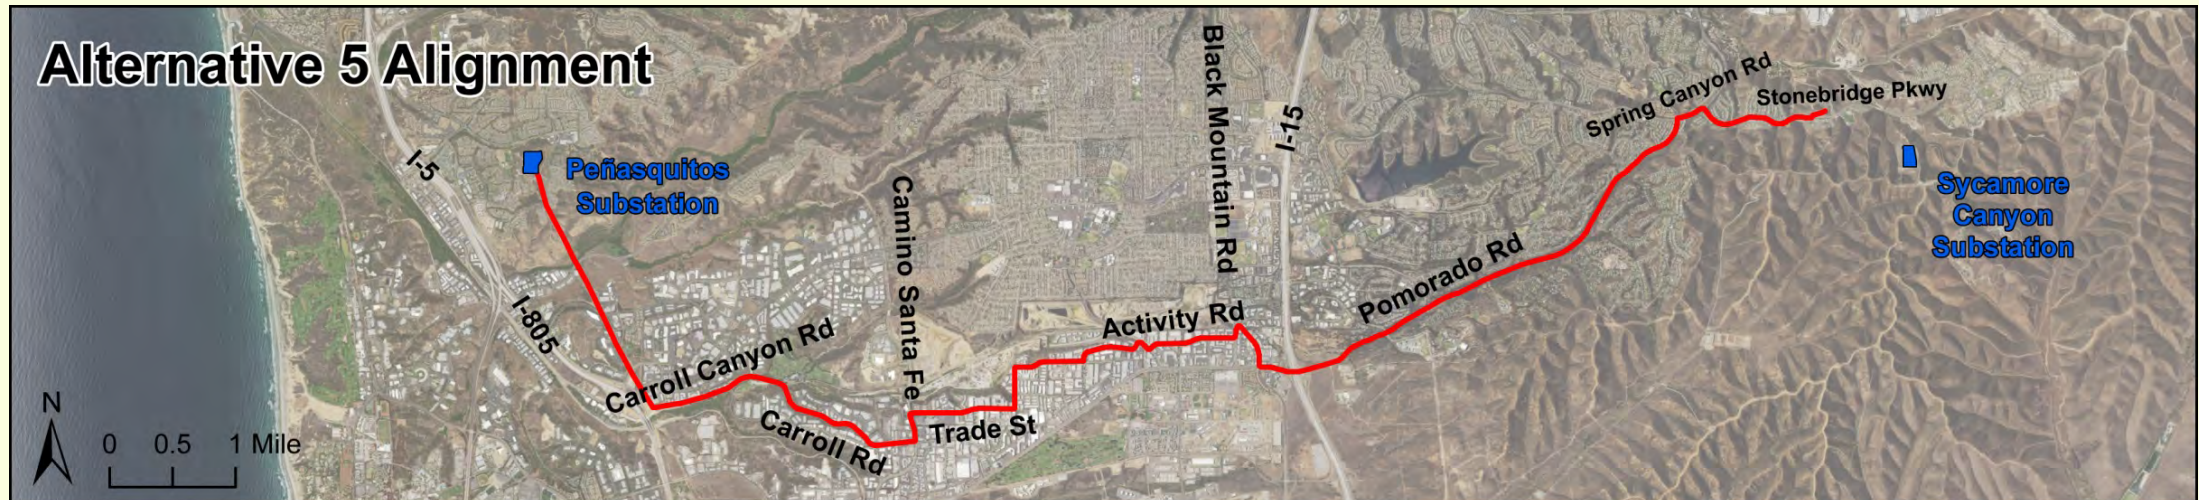 Alternative 5 Alignment
Black Mountain Rd
I-15
Spring Canyon Rd
Stonebridge Pkwy
I-5
Peñasquitos
Substation
Camino Santa Fe
Sycamore
Canyon
Substation
Pomorado Rd
I-805
Activity Rd
Carroll Canyon Rd
Carroll Rd
Trade St
N
0 0.5 1 Mile